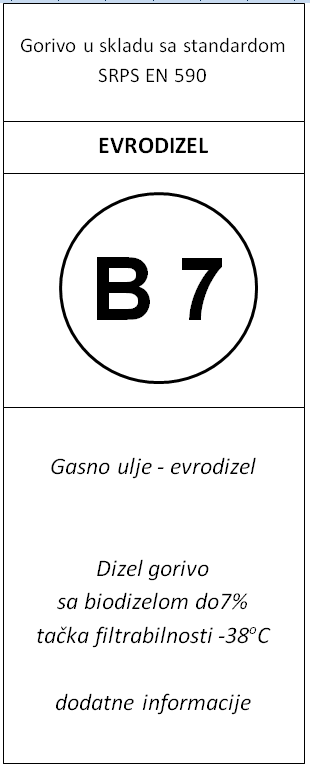 Gorivo u skladu sa standardom
SRPS EN 590
EVRODIZEL
B 7
Gasno ulje - evrodizel
Dizel gorivo
sa biodizelom do7%
tačka filtrabilnosti -38°C
dodatne informacije